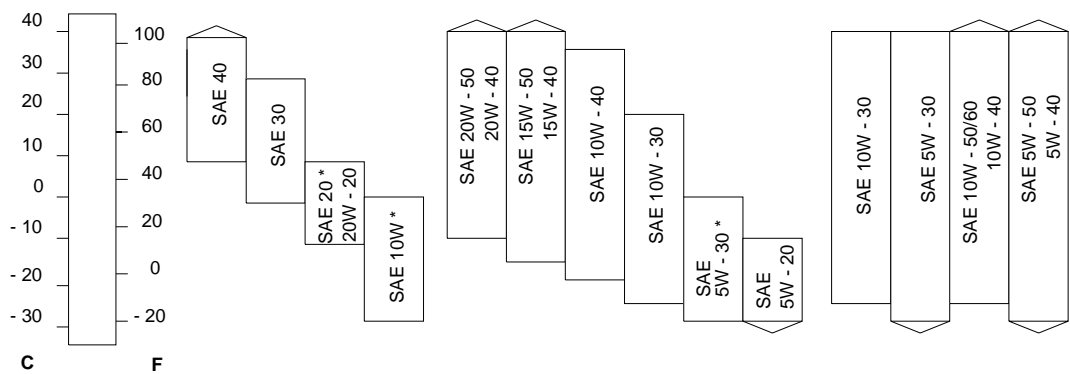 40
30
20
10
0
- 10
- 20
- 30
C
100
80
60
40
20
0
- 20
F
SAE 40
SAE 30
SAE 20 *
20W - 20
SAE 10W *
SAE 20W - 50
20W - 40
SAE 15W - 50
15W - 40
SAE 10W - 40
SAE 10W - 30
SAE
5W - 30 *
SAE
5W - 20
SAE 10W - 30
SAE 5W - 30
SAE 10W - 50/60
10W - 40
SAE 5W - 50
5W - 40